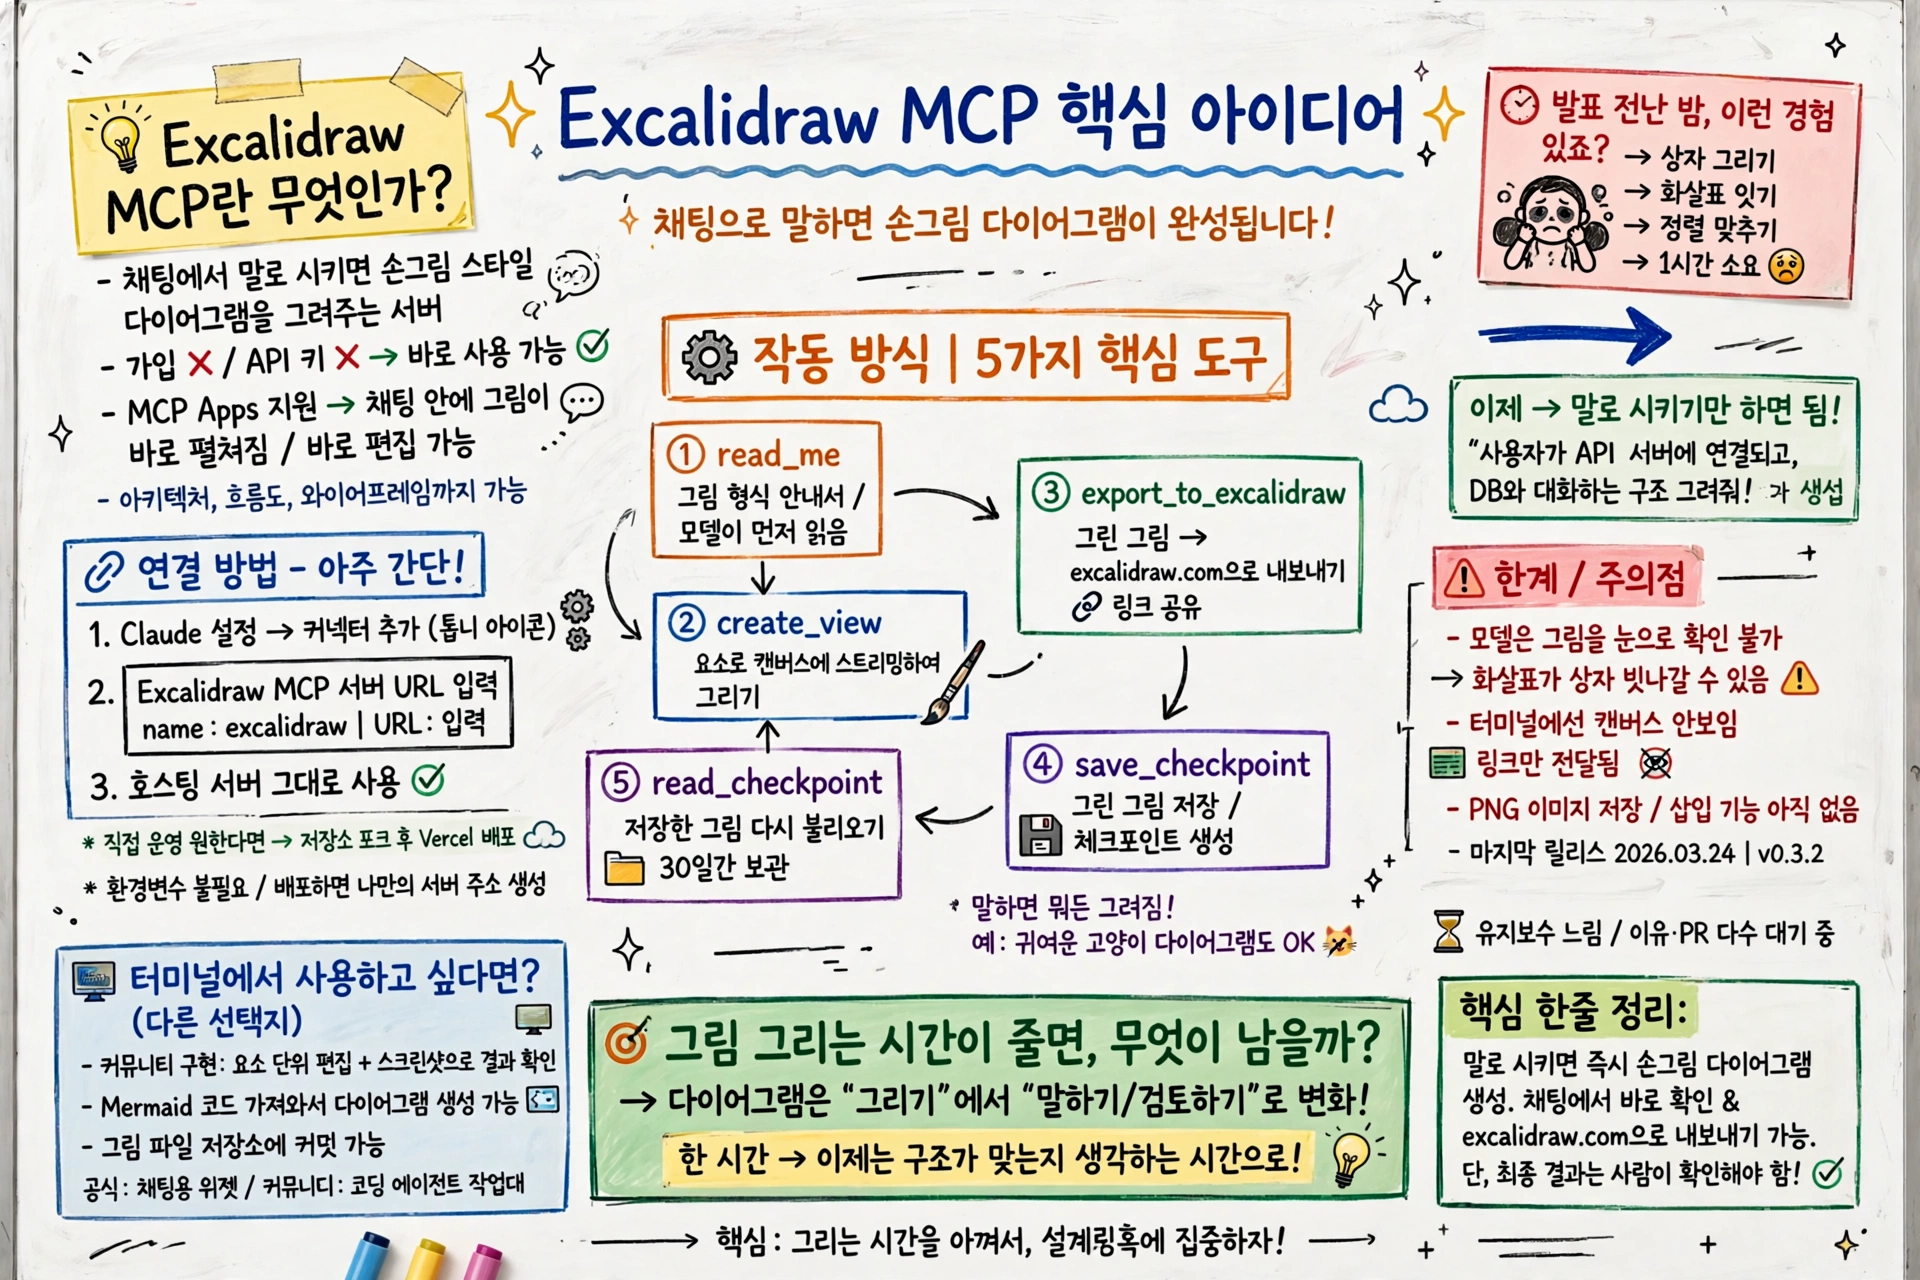 Excalidraw
MCP란 무엇인가?
- 채팅에서 말로 시키면 손그림 스타일
다이어그램을 그려주는 서버
- 가입 ✕ / API 키 ✕ → 바로 사용 가능
- MCP Apps 지원 → 채팅 안에 그림이
바로 펼쳐짐 / 바로 편집 가능
- 아키텍처, 흐름도, 와이어프레임까지 가능
연결 방법 - 아주 간단!
1. Claude 설정 → 커넥터 추가 (톱니 아이콘)
2. Excalidraw MCP 서버 URL 입력
name : excalidraw | URL : 입력
3. 호스팅 서버 그대로 사용
* 직접 운영 원한다면 → 저장소 포크 후 Vercel 배포
* 환경변수 불필요 / 배포하면 나만의 서버 주소 생성
터미널에서 사용하고 싶다면?
(다른 선택지)
- 커뮤니티 구현: 요소 단위 편집 + 스크린샷으로 결과 확인
- Mermaid 코드 가져와서 다이어그램 생성 가능
- 그림 파일 저장소에 커밋 가능
공식: 채팅용 위젯 / 커뮤니디: 코딩 에이전트 작업대
Excalidraw MCP 핵심 아이디어
채팅으로 말하면 손그림 다이어그램이 완성됩니다!
작동 방식 | 5가지 핵심 도구
① read_me
그림 형식 안내서 /
모델이 먼저 읽음
② create_view
요소로 캔버스에 스트리밍하여
그리기
③ export_to_excalidraw
그린 그림 →
excalidraw.com으로 내보내기
링크 공유
④ save_checkpoint
그린 그림 저장 /
체크포인트 생성
⑤ read_checkpoint
저장한 그림 다시 불리오기
30일간 보관
* 말하면 뭐든 그려짐!
예: 귀여운 고양이 다이어그램도 OK
그림 그리는 시간이 줄면, 무엇이 남을까?
→ 다이어그램은 “그리기”에서 “말하기/검토하기”로 변화!
한 시간 → 이제는 구조가 맞는지 생각하는 시간으로!
핵심: 그리는 시간을 아껴서, 집중하자!
발표 전난 밤, 이런 경험
있죠?
→ 상자 그리기
→ 화살표 잇기
→ 정렬 맞추기
→ 1시간 소요
이제 → 말로 시키기만 하면 됨!
“사용자가 API 서버에 연결되고,
DB와 대화하는 구조 그려줘! 생섭
한계 / 주의점
- 모델은 그림을 눈으로 확인 불가
→ 화살표가 상자 빗나갈 수 있음
- 터미널에선 캔버스 안보임
링크만 전달됨
- PNG 이미지 저장 / 삽입 기능 아직 없음
- 마지막 릴리스 2026.03.24 | v0.3.2
유지보수 느림 / 이유·PR 다수 대기 중
핵심 한줄 정리:
말로 시키면 즉시 손그림 다이어그램
생성. 채팅에서 바로 확인 &
excalidraw.com으로 내보내기 가능.
단, 최종 결과는 사람이 확인해야 함!